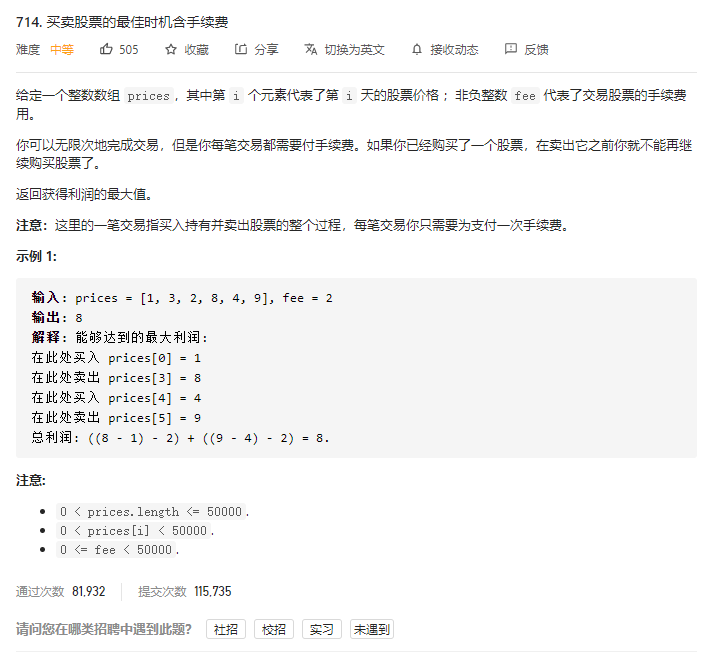 714. 买卖股票的最佳时机含手续费
难度 中等 505 收藏 分享 切换为英文 接收动态 反馈
给定一个整数数组 prices，其中第 i 个元素代表了第 i 天的股票价格 ；非负整数 fee 代表了交易股票的手续费
用。
你可以无限次地完成交易，但是你每笔交易都需要付手续费。如果你已经购买了一个股票，在卖出它之前你就不能再继
续购买股票了。
返回获得利润的最大值。
注意：这里的一笔交易指买入持有并卖出股票的整个过程，每笔交易你只需要为支付一次手续费。
示例 1:
输入: prices = [1, 3, 2, 8, 4, 9], fee = 2
输出: 8
解释: 能够达到的最大利润:
在此处买入 prices[0] = 1
在此处卖出 prices[3] = 8
在此处买入 prices[4] = 4
在此处卖出 prices[5] = 9
总利润: ((8 - 1) - 2) + ((9 - 4) - 2) = 8.
注意:
0 < prices.length <= 50000.
0 < prices[i] < 50000.
0 <= fee < 50000.
通过次数 81,932 提交次数 115,735
请问您在哪类招聘中遇到此题？ 社招 校招 实习 未遇到